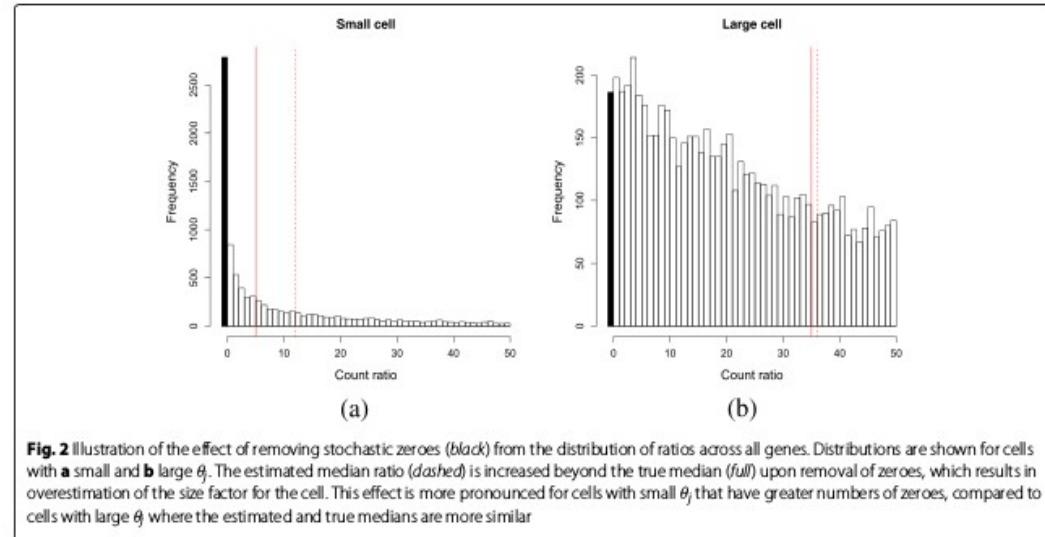 Small cell
Large cell
Frequency
0
500
1000
1500
2000
2500
0
10
20
30
40
50
Count ratio
(a)
Frequency
0
50
100
150
200
0
10
20
30
40
50
Count ratio
(b)
Fig. 2 Illustration of the effect of removing stochastic zeroes (black) from the distribution of ratios across all genes. Distributions are shown for cells
with a small and b large θj. The estimated median ratio (dashed) is increased beyond the true median (full) upon removal of zeroes, which results in
overestimation of the size factor for the cell. This effect is more pronounced for cells with small θj that have greater numbers of zeroes, compared to
cells with large θj where the estimated and true medians are more similar